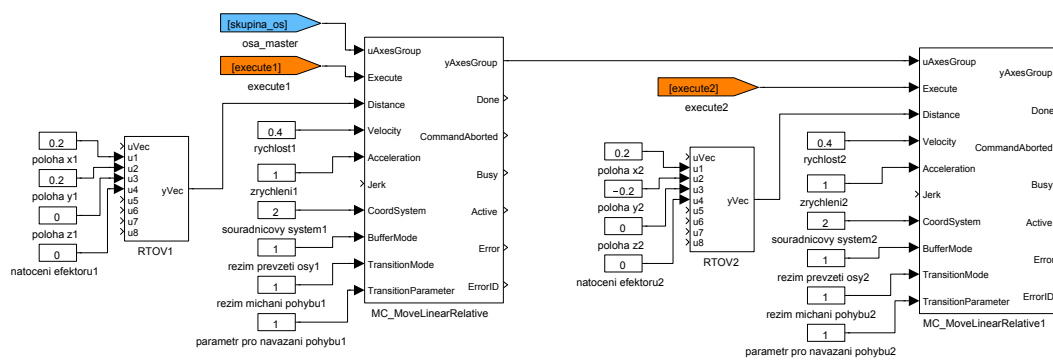 [skupina_os]
osa_master
[execute1]
execute1
uAxesGroup
Execute
Distance
Velocity
Acceleration
Jerk
CoordSystem
BufferMode
TransitionMode
TransitionParameter
yAxesGroup
Done
CommandAborted
Busy
Active
Error
ErrorID
MC_MoveLinearRelative
0.2
poloha x1
0.2
poloha y1
0
poloha z1
0
natoceni efektoru1
uVec
u1
u2
u3
u4
u5
u6
u7
u8
yVec
RTOV1
0.4
rychlost1
1
zrychleni1
2
souradnicovy system1
1
rezim prevzeti osy1
1
rezim michani pohybu1
1
parametr pro navazani pohybu1
[execute2]
execute2
0.2
poloha x2
−0.2
poloha y2
0
poloha z2
0
natoceni efektoru2
uVec
u1
u2
u3
u4
u5
u6
u7
u8
yVec
RTOV2
0.4
rychlost2
1
zrychleni2
2
souradnicovy system2
1
rezim prevzeti osy2
1
rezim michani pohybu2
1
parametr pro navazani pohybu2
uAxesGroup
Execute
Distance
Velocity
Acceleration
Jerk
CoordSystem
BufferMode
TransitionMode
TransitionParameter
yAxesGroup
Done
CommandAborted
Busy
Active
Error
ErrorID
MC_MoveLinearRelative1